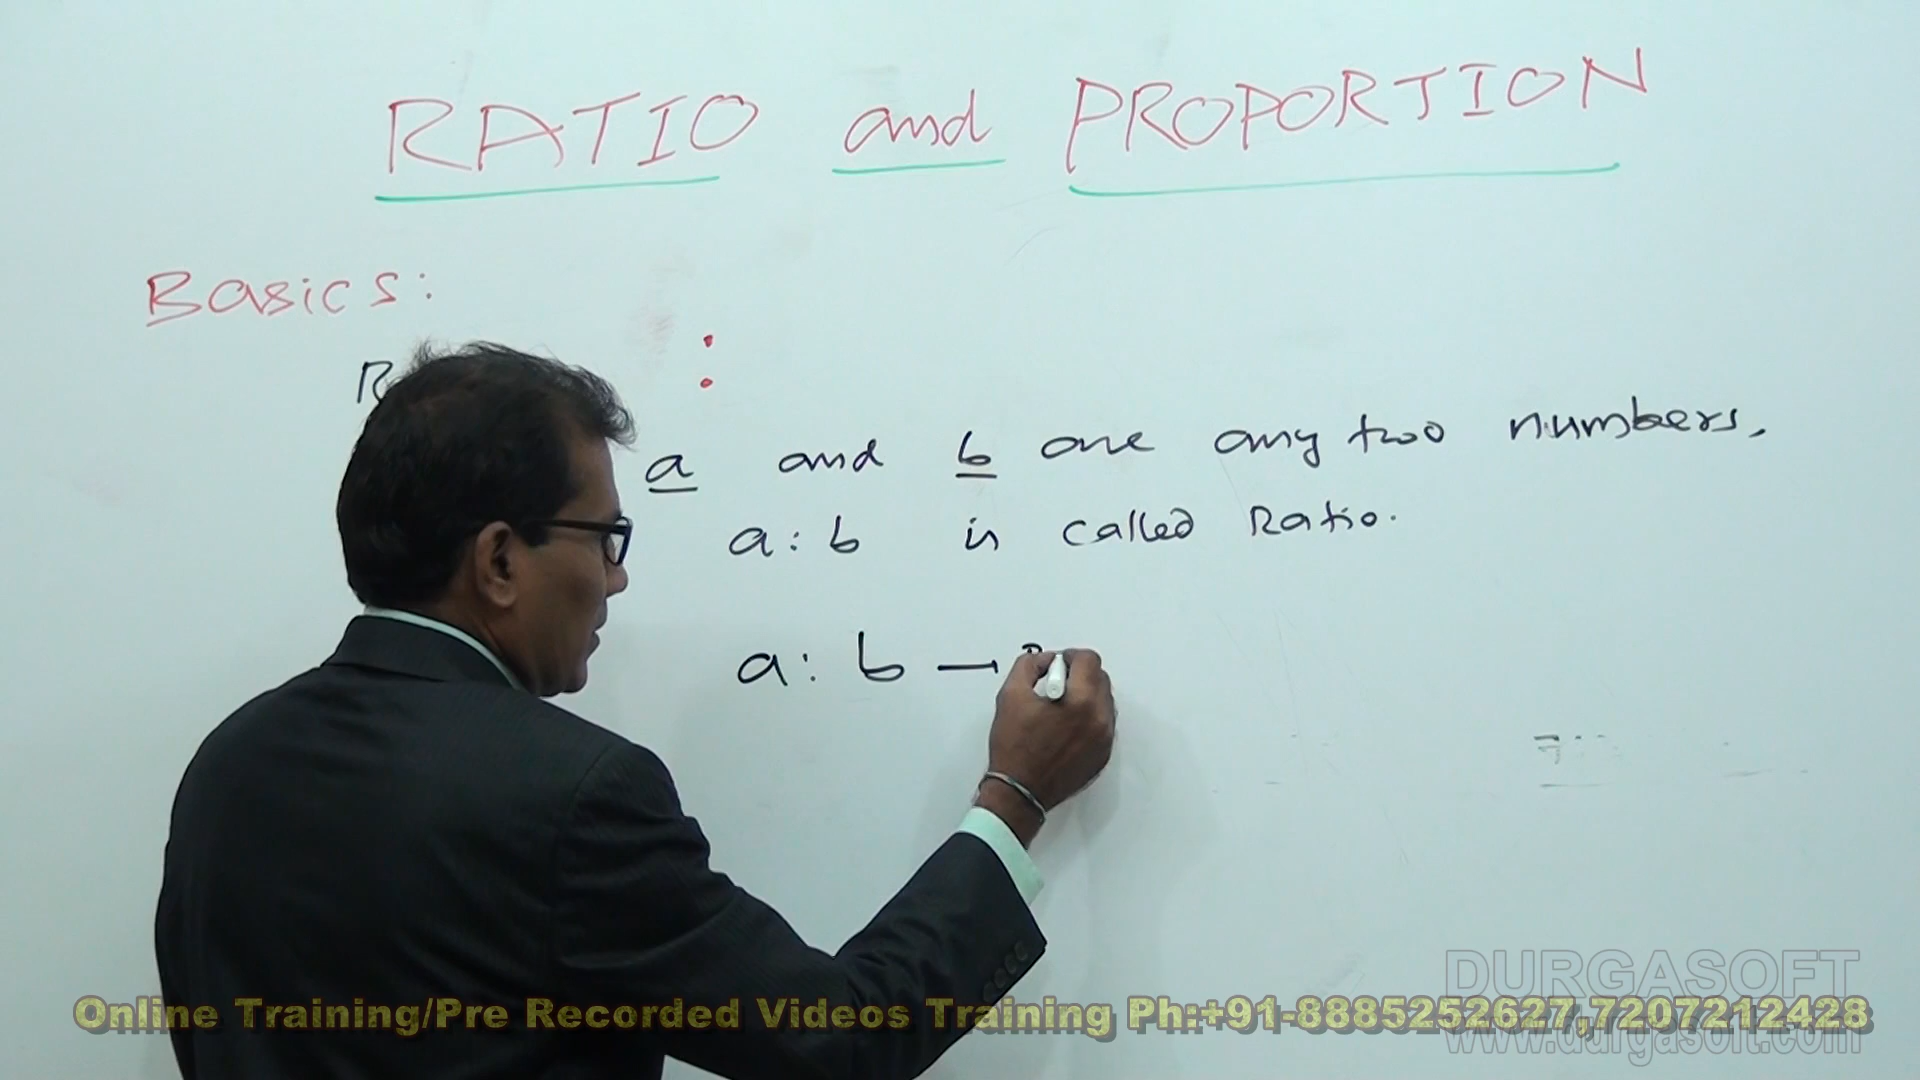 RATIO and PROPORTION
Basics:
:
a and b are any two numbers.
a:b is called Ratio.
a: b →
DURGASOFT
Online Training/Pre Recorded Videos Training Ph:+91-8885252627,7207212428
www.durgasoft.com